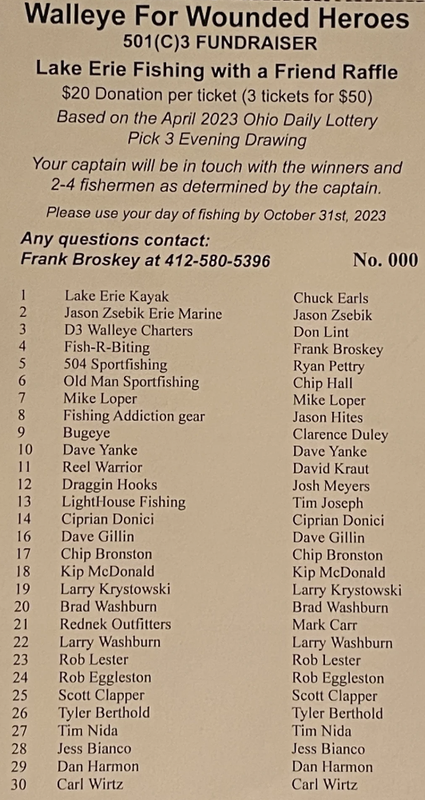 Walleye For Wounded Heroes
501(C)3 FUNDRAISER
Lake Erie Fishing with a Friend Raffle
$20 Donation per ticket (3 tickets for $50)
Based on the April 2023 Ohio Daily Lottery
Pick 3 Evening Drawing
Your captain will be in touch with the winners and
2-4 fishermen as determined by the captain.
Please use your day of fishing by October 31st, 2023
Any questions contact:
Frank Broskey at 412-580-5396 No. 000
1 Lake Erie Kayak Chuck Earls
2 Jason Zsebik Erie Marine Jason Zsebik
3 D3 Walleye Charters Don Lint
4 Fish-R-Biting Frank Broskey
5 504 Sportfishing Ryan Pettry
6 Old Man Sportfishing Chip Hall
7 Mike Loper Mike Loper
8 Fishing Addiction gear Jason Hites
9 Bugeye Clarence Duley
10 Dave Yanke Dave Yanke
11 Reel Warrior David Kraut
12 Draggin Hooks Josh Meyers
13 LightHouse Fishing Tim Joseph
14 Ciprian Donici Ciprian Donici
16 Dave Gillin Dave Gillin
17 Chip Bronston Chip Bronston
18 Kip McDonald Kip McDonald
19 Larry Krystowski Larry Krystowski
20 Brad Washburn Brad Washburn
21 Rednek Outfitters Mark Carr
22 Larry Washburn Larry Washburn
23 Rob Lester Rob Lester
24 Rob Eggleston Rob Eggleston
25 Scott Clapper Scott Clapper
26 Tyler Berthold Tyler Berthold
27 Tim Nida Tim Nida
28 Jess Bianco Jess Bianco
29 Dan Harmon Dan Harmon
30 Carl Wirtz Carl Wirtz